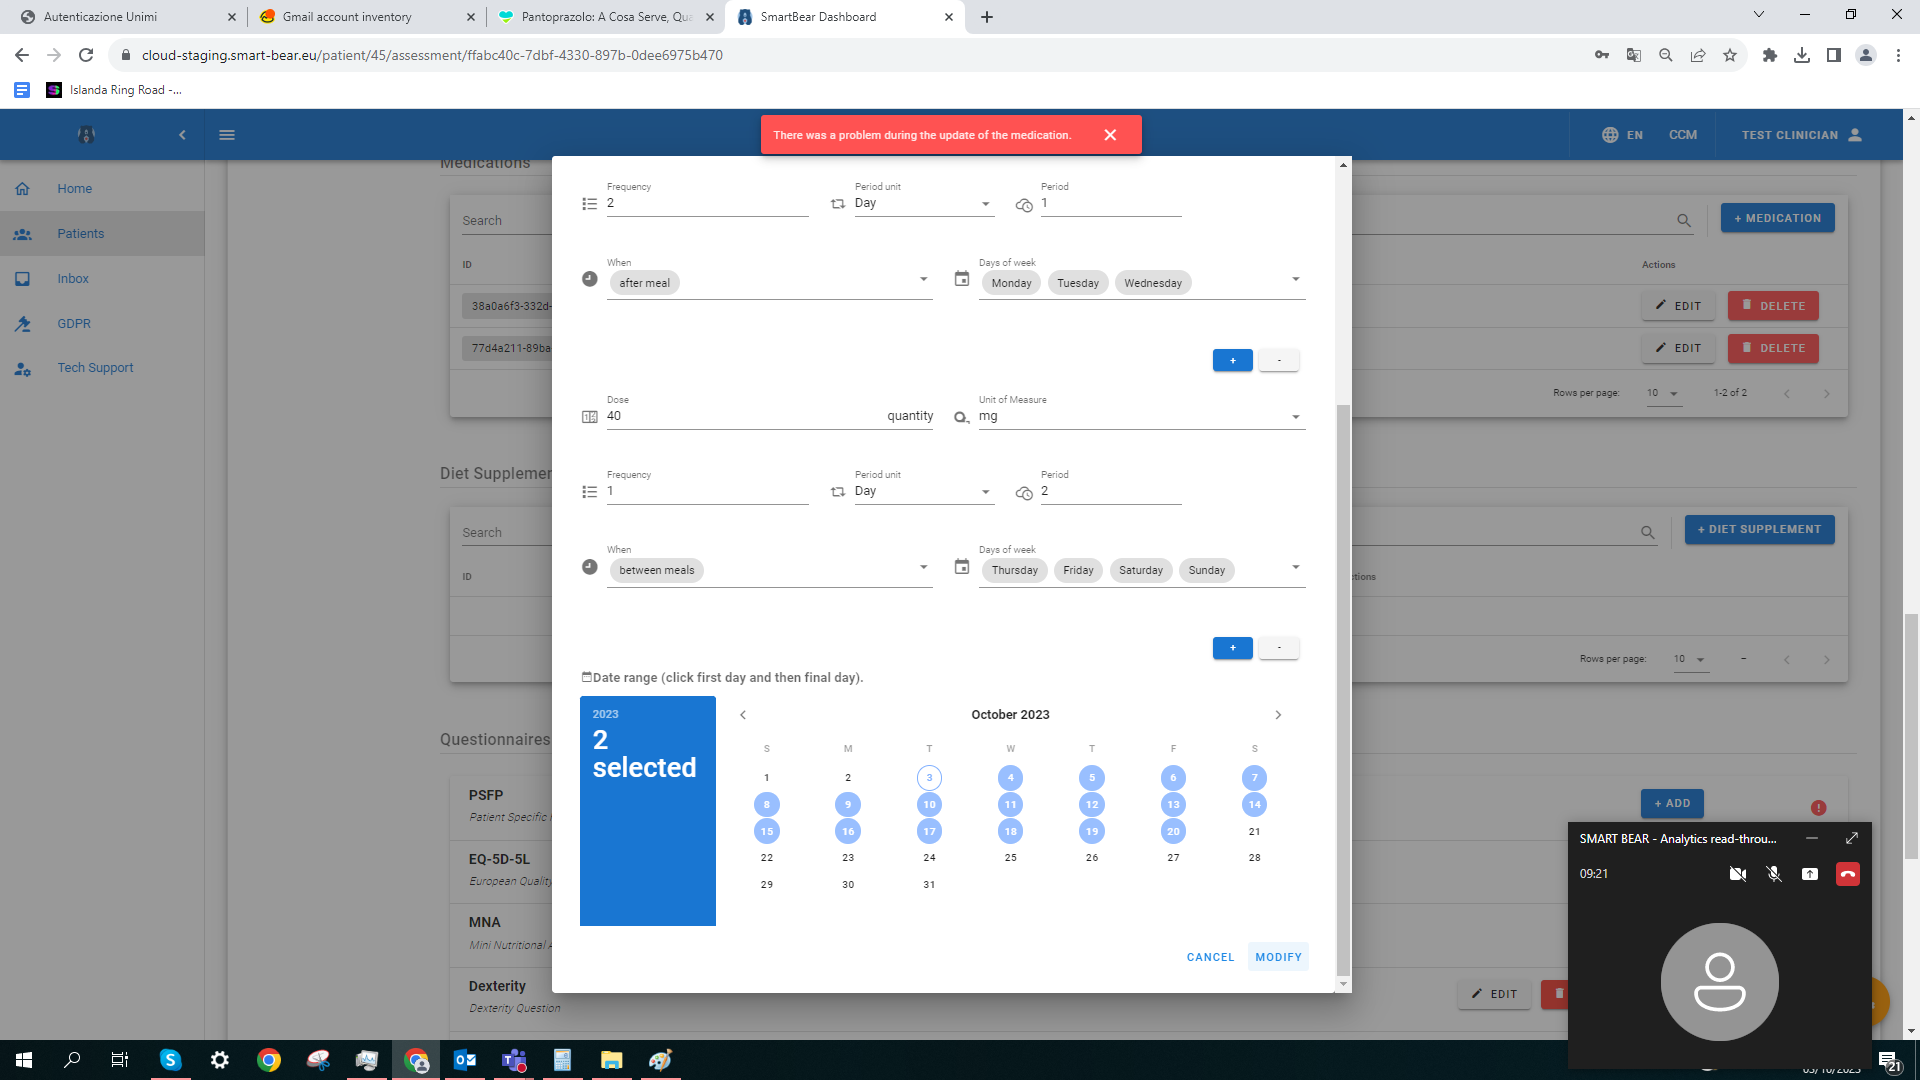 Autenticazione Unimi
Gmail account inventory
Pantoprazolo: A Cosa Serve, Qua
SmartBear Dashboard
cloud-staging.smart-bear.eu/patient/45/assessment/ffabc40c-7dbf-4330-897b-0dee6975b470
Islanda Ring Road -...
There was a problem during the update of the medication.
EN
CCM
TEST CLINICIAN
Home
Patients
Inbox
GDPR
Tech Support
Medications
Search
+ MEDICATION
ID
Actions
38a0a6f3-332d-
EDIT
DELETE
77d4a211-89ba
EDIT
DELETE
Rows per page:
10
1-2 of 2
Frequency
2
Period unit
Day
Period
1
When
after meal
Days of week
Monday
Tuesday
Wednesday
+
-
Dose
40
quantity
Unit of Measure
mg
Frequency
1
Period unit
Day
Period
2
When
between meals
Days of week
Thursday
Friday
Saturday
Sunday
+
-
Diet Supplemen
Search
+ DIET SUPPLEMENT
ID
ctions
Rows per page:
10
–
Date range (click first day and then final day).
2023
2
selected
October 2023
S M T W T F S
1 2 3 4 5 6 7
8 9 10 11 12 13 14
15 16 17 18 19 20 21
22 23 24 25 26 27 28
29 30 31
CANCEL
MODIFY
Questionnaires
PSFP
Patient Specific
+ ADD
EQ-5D-5L
European Quality
MNA
Mini Nutritional A
Dexterity
Dexterity Question
EDIT
SMART BEAR - Analytics read-throu...
09:21
21